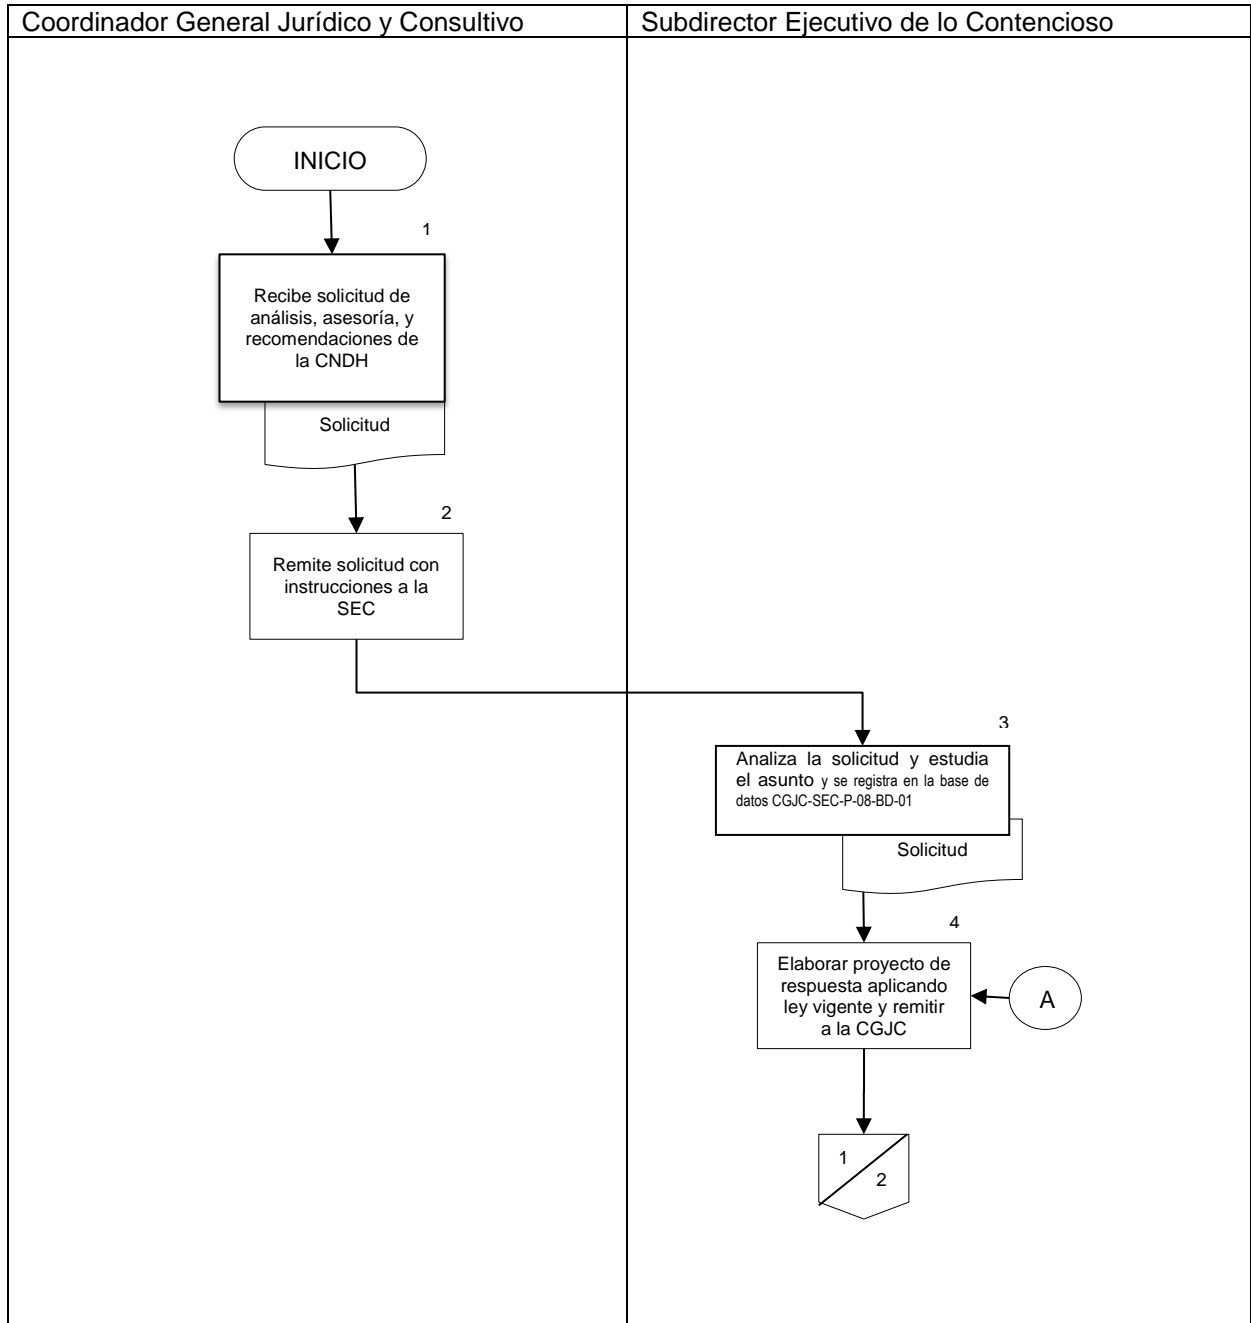 Coordinador General Jurídico y Consultivo
Subdirector Ejecutivo de lo Contencioso
INICIO
1
Recibe solicitud de
análisis, asesoría, y
recomendaciones de
la CNDH
Solicitud
2
Remite solicitud con
instrucciones a la
SEC
3
Analiza la solicitud y estudia
el asunto y se registra en la base de
datos CGJC-SEC-P-08-BD-01
Solicitud
4
Elaborar proyecto de
respuesta aplicando
ley vigente y remitir
a la CGJC
A
1
2